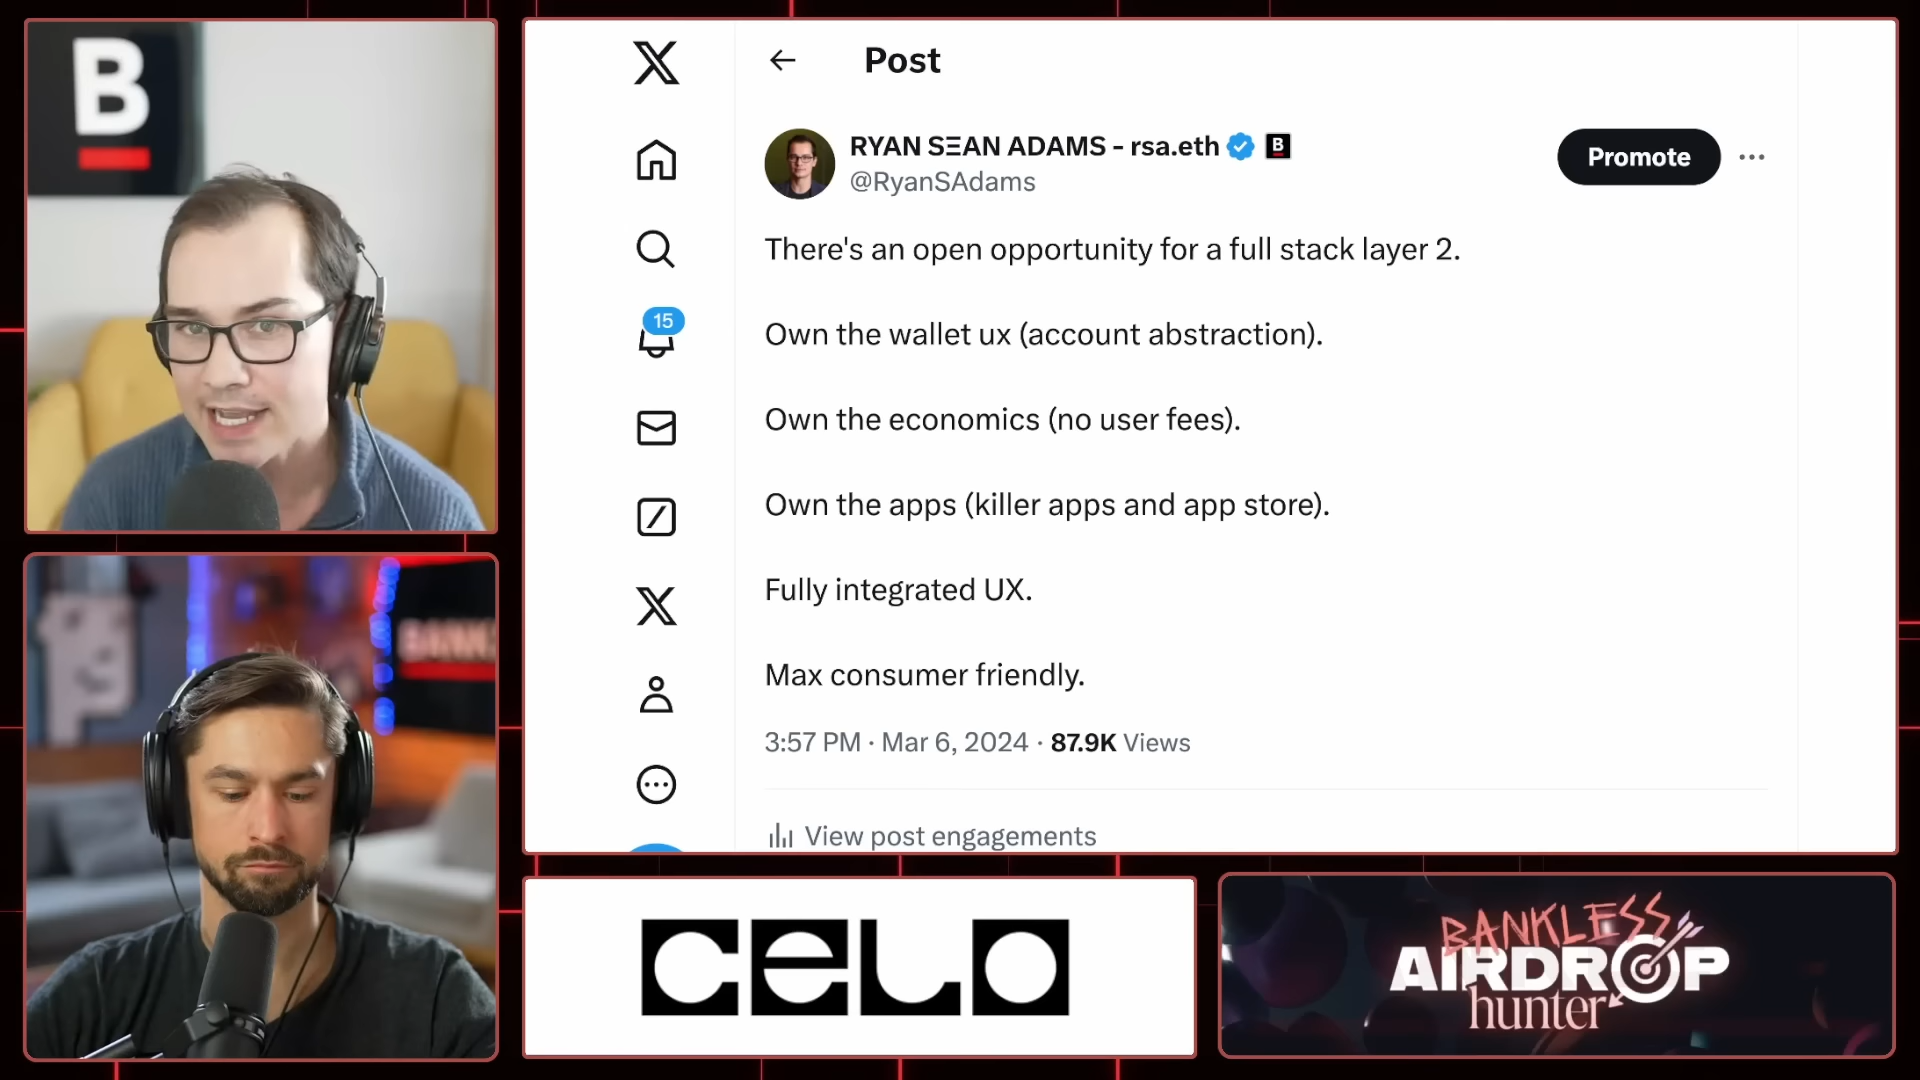 B
Post
RYAN SΞAN ADAMS - rsa.eth B
@RyanSAdams
Promote
There's an open opportunity for a full stack layer 2.
15
Own the wallet ux (account abstraction).
Own the economics (no user fees).
Own the apps (killer apps and app store).
Fully integrated UX.
Max consumer friendly.
3:57 PM · Mar 6, 2024 · 87.9K Views
View post engagements
celo
BANKLESS
AIRDROP
hunter